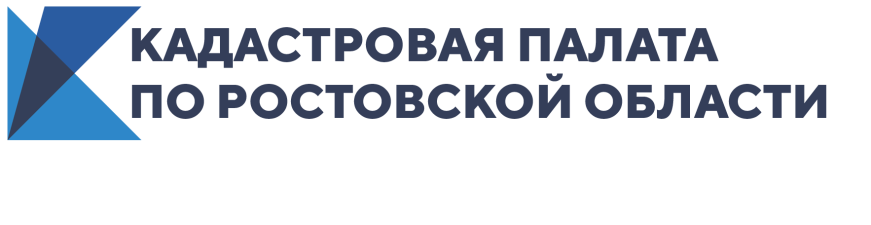 КАДАСТРОВАЯ ПАЛАТА
ПО РОСТОВСКОЙ ОБЛАСТИ